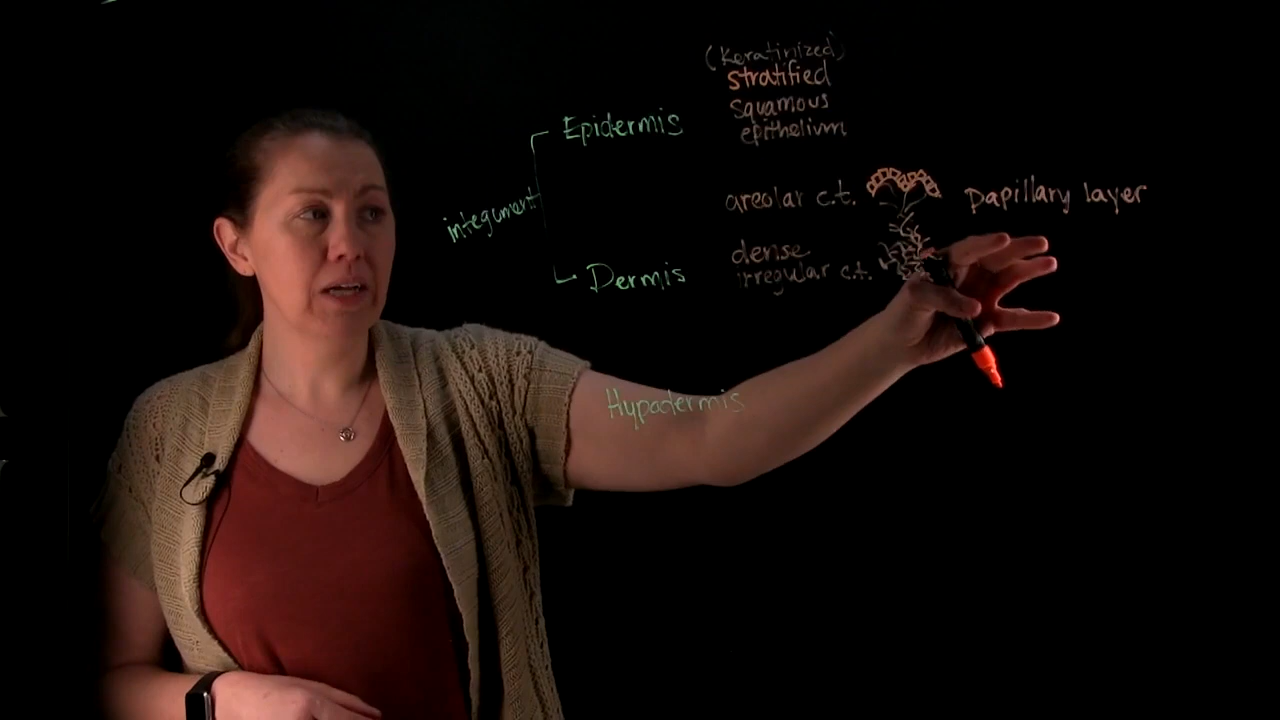 (Keratinized)
stratified
squamous
epithelium
Epidermis
integument
areolar c.t.
papillary layer
dense
irregular c.t.
Dermis
Hypodermis